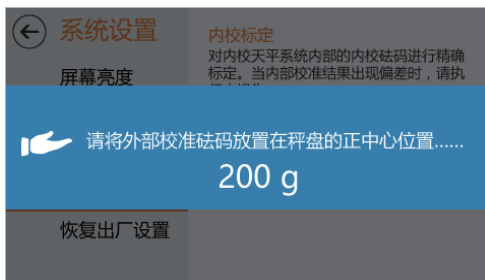 系统设置
内校标定
对内校天平系统内部的内校砝码进行精确
屏幕亮度
标定。当内部校准结果出现偏差时，请执
请将外部校准砝码放置在秤盘的正中心位置......
200 g
恢复出厂设置